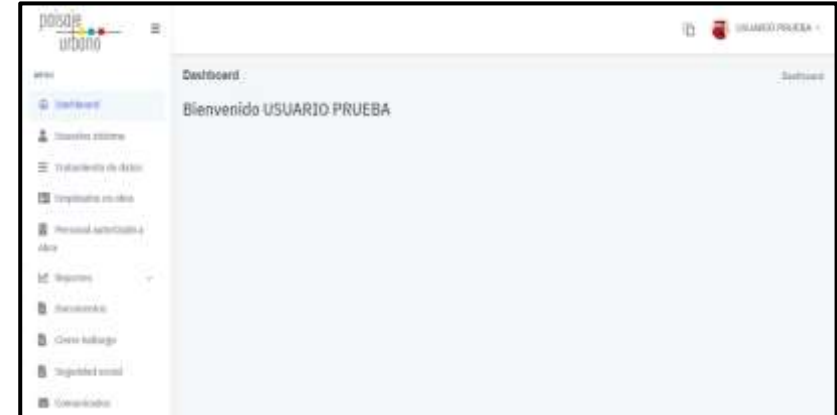 paisaje
urbano
MENU
Dashboard
Usuarios sistema
Tratamiento de datos
Empleados en obra
Personal autorizado a
obra
Reportes
Documentos
Cierre hallazgo
Seguridad social
Comunicados
USUARIO PRUEBA
Dashboard
Dashboard
Bienvenido USUARIO PRUEBA